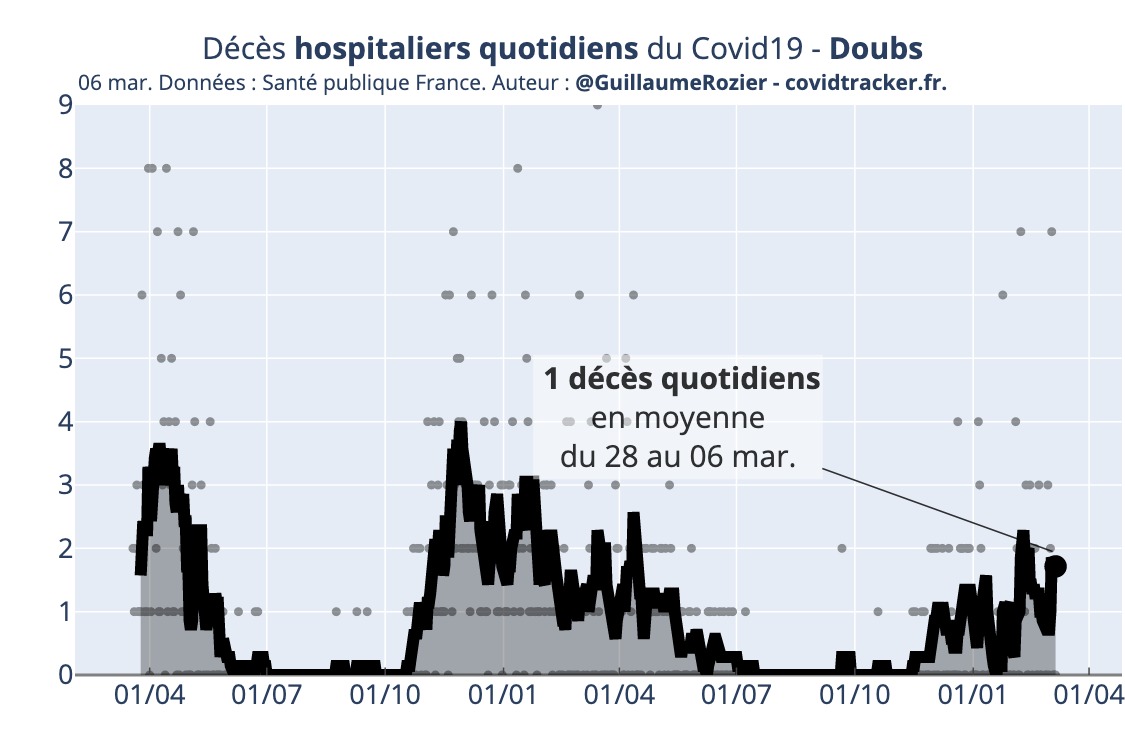 Décès hospitaliers quotidiens du Covid19 - Doubs
06 mar. Données : Santé publique France. Auteur : @GuillaumeRozier - covidtracker.fr.
9
8
7
6
5
4
3
2
1
0
1 décès quotidiens
en moyenne
du 28 au 06 mar.
01/04 01/07 01/10 01/01 01/04 01/07 01/10 01/01 01/04